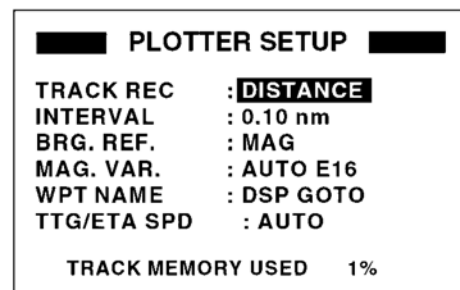 PLOTTER SETUP
TRACK REC : DISTANCE
INTERVAL : 0.10 nm
BRG. REF. : MAG
MAG. VAR. : AUTO E16
WPT NAME : DSP GOTO
TTG/ETA SPD : AUTO
TRACK MEMORY USED 1%